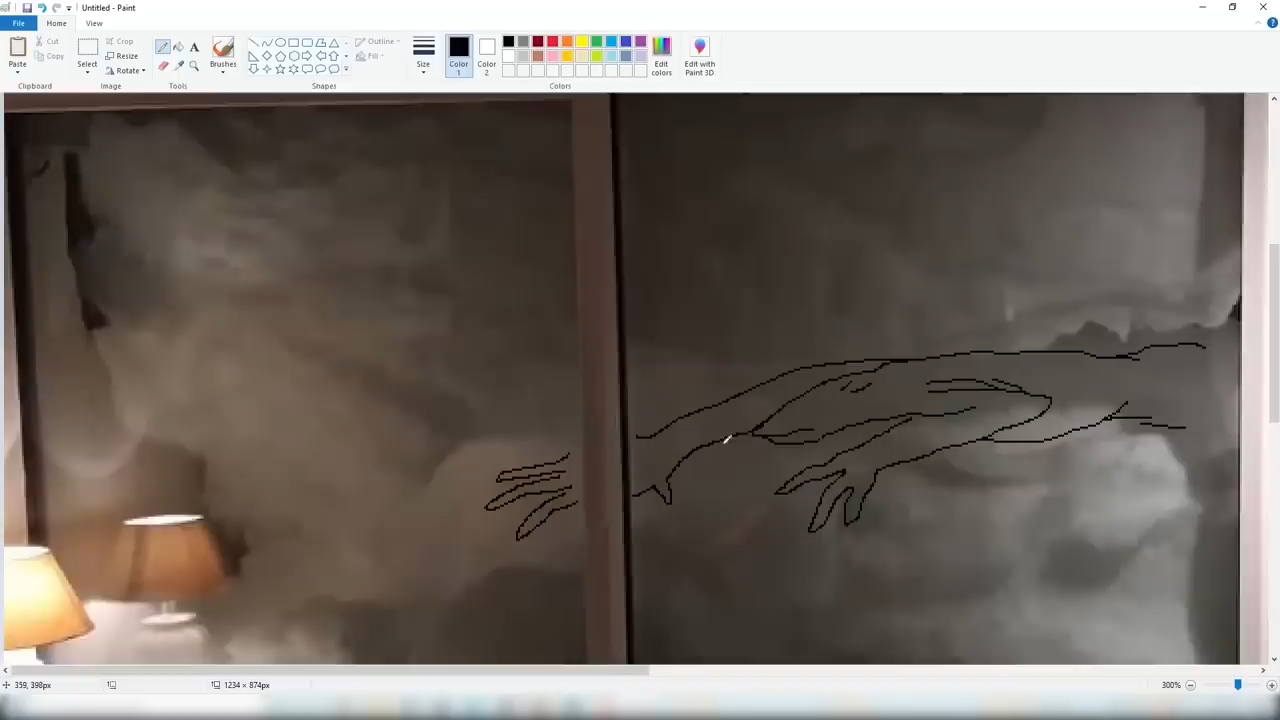 Untitled - Paint
File Home View
Paste
Cut
Copy
Clipboard
Select
Crop
Resize
Rotate
Image
A
Tools
Brushes
Shapes
Outline
Fill
Size
Color 1
Color 2
Edit colors
Edit with Paint 3D
Colors
359, 398px
1234 × 874px
300%